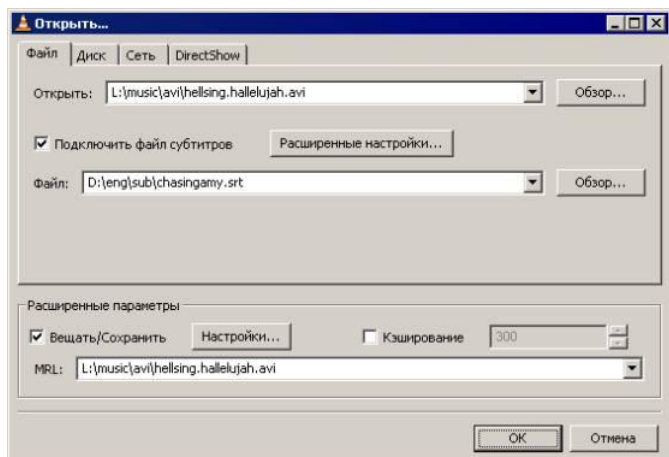 Открыть...
Файл Диск Сеть DirectShow
Открыть: L:\music\avi\hellsing.hallelujah.avi Обзор...
Подключить файл субтитров Расширенные настройки...
Файл: D:\eng\sub\chasingamy.srt Обзор...
Расширенные параметры
Вещать/Сохранить Настройки... Кэширование 300
MRL: L:\music\avi\hellsing.hallelujah.avi
OK Отмена